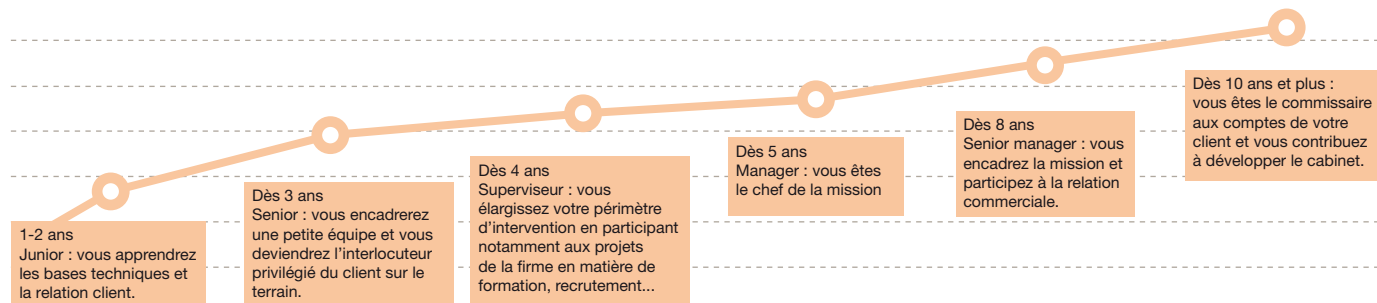 1-2 ans
Junior : vous apprendrez
les bases techniques et
la relation client.
Dès 3 ans
Senior : vous encadrerez
une petite équipe et vous
deviendrez l'interlocuteur
privilégié du client sur le
terrain.
Dès 4 ans
Superviseur : vous
élargissez votre périmètre
d'intervention en participant
notamment aux projets
de la firme en matière de
formation, recrutement...
Dès 5 ans
Manager : vous êtes
le chef de la mission
Dès 8 ans
Senior manager : vous
encadrez la mission et
participez à la relation
commerciale.
Dès 10 ans et plus :
vous êtes le commissaire
aux comptes de votre
client et vous contribuez
à développer le cabinet.